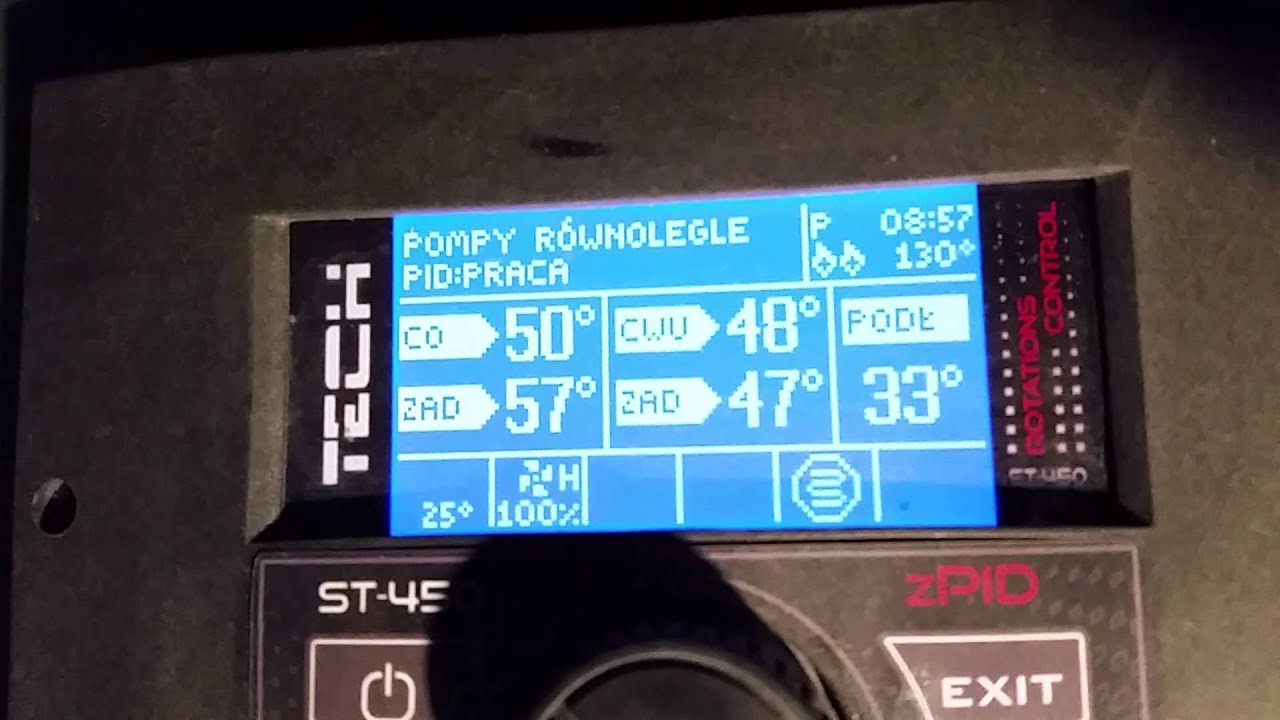 TECH
POMPY RÓWNOLEGLE
PID:PRACA
P 08:57
130°
CO 50°
ZAD 57°
CWU 48°
ZAD 47°
PODŁ
33°
25°
H
100%
ROTATIONS
CONTROL
ST-450
ST-450
zPID
EXIT